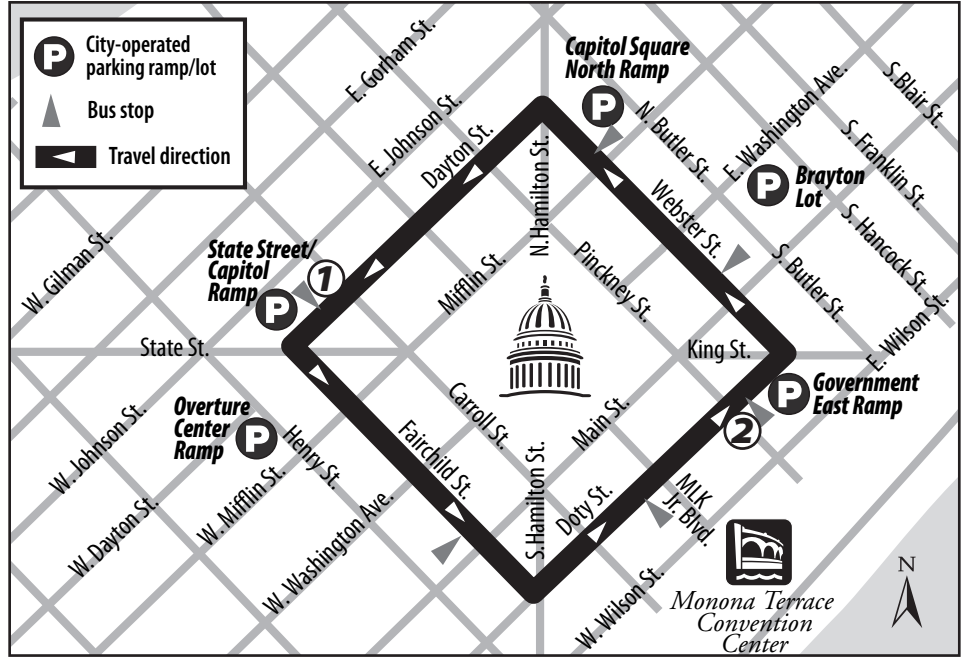 P
City-operated
parking ramp/lot
Bus stop
Travel direction
E. Gorham St.
E. Johnson St.
Dayton St.
Capitol Square
North Ramp
P
N. Butler St.
E. Washington Ave.
S.Blair St.
S. Franklin St.
P
Brayton
Lot
S. Hancock St.
Webster St.
S. Butler St.
E. Wilson St.
N.Hamilton St.
Pinckney St.
Mifflin St.
W. Gilman St.
State Street/
Capitol
Ramp
P
1
State St.
King St.
P
Government
East Ramp
2
Overture
Center
Ramp
P
Henry St.
W. Johnson St.
W. Dayton St.
W. Mifflin St.
W. Washington Ave.
Fairchild St.
Carroll St.
S.Hamilton St.
Main St.
Doty St.
MLK
Jr. Blvd.
W. Wilson St.
Monona Terrace
Convention
Center
N